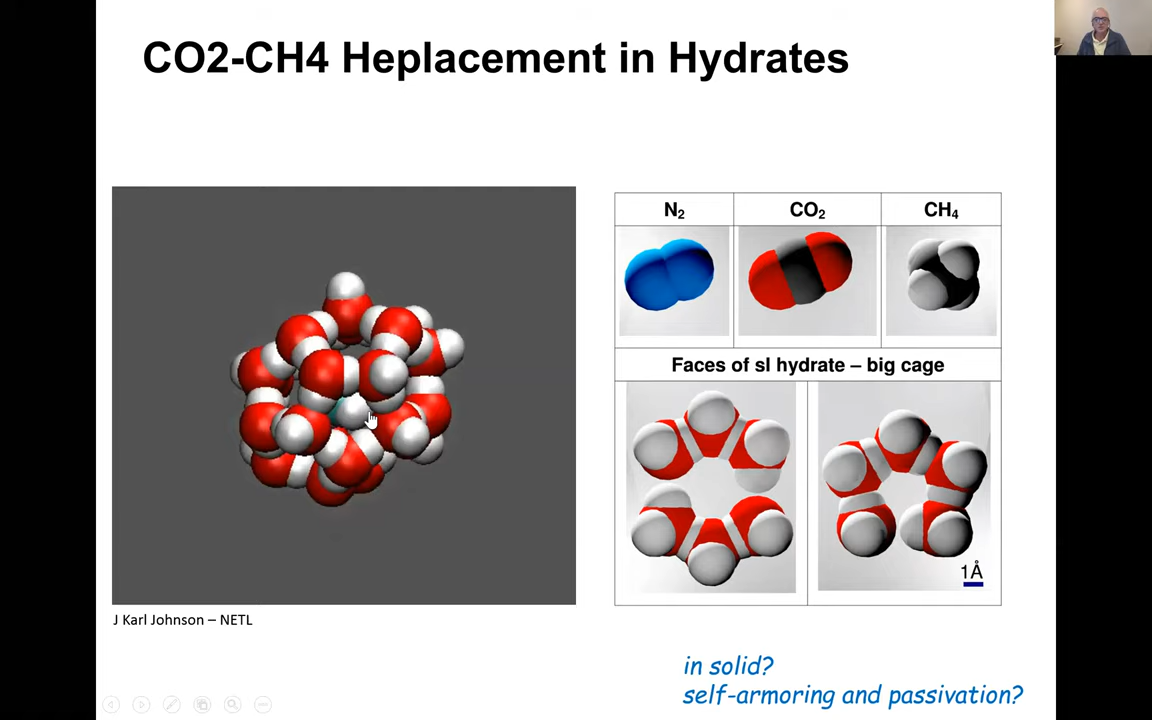 CO2-CH4 Heplacement in Hydrates
N₂ CO₂ CH₄
Faces of sI hydrate – big cage
1Å
J Karl Johnson – NETL
in solid?
self-armoring and passivation?